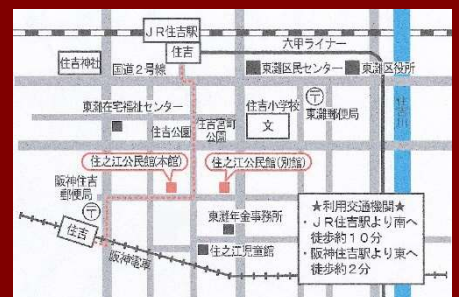 JR住吉駅
住吉
六甲ライナー
住吉神社
国道2号線
東灘区民センター
東灘区役所
東灘在宅福祉センター
住吉小学校
文
〒
東灘郵便局
住吉川
住吉公園
住吉宮町
公園
住之江公民館(本館)
住之江公民館(別館)
阪神住吉
郵便局
〒
住吉
阪神電車
東灘年金事務所
住之江児童館
★利用交通機関★
・JR住吉駅より南へ
徒歩約10分
・阪神住吉駅より東へ
徒歩約2分